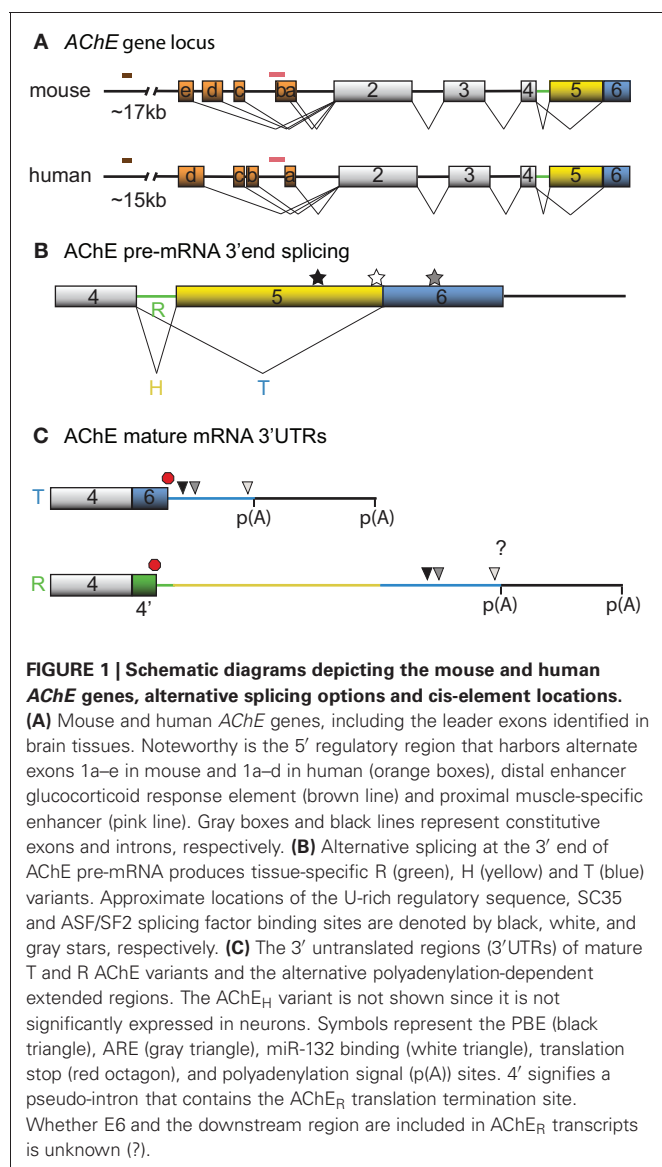 A AChE gene locus
mouse
~17kb
e d c b a 2 3 4 5 6
human
~15kb
d c b a 2 3 4 5 6
B AChE pre-mRNA 3'end splicing
4 R 5 6
H T
C AChE mature mRNA 3'UTRs
T 4 6
p(A) p(A)
?
R 4
4' p(A) p(A)
FIGURE 1 | Schematic diagrams depicting the mouse and human
AChE genes, alternative splicing options and cis-element locations.
(A) Mouse and human AChE genes, including the leader exons identified in
brain tissues. Noteworthy is the 5′ regulatory region that harbors alternate
exons 1a–e in mouse and 1a–d in human (orange boxes), distal enhancer
glucocorticoid response element (brown line) and proximal muscle-specific
enhancer (pink line). Gray boxes and black lines represent constitutive
exons and introns, respectively. (B) Alternative splicing at the 3′ end of
AChE pre-mRNA produces tissue-specific R (green), H (yellow) and T (blue)
variants. Approximate locations of the U-rich regulatory sequence, SC35
and ASF/SF2 splicing factor binding sites are denoted by black, white, and
gray stars, respectively. (C) The 3′ untranslated regions (3′UTRs) of mature
T and R AChE variants and the alternative polyadenylation-dependent
extended regions. The AChEH variant is not shown since it is not
significantly expressed in neurons. Symbols represent the PBE (black
triangle), ARE (gray triangle), miR-132 binding (white triangle), translation
stop (red octagon), and polyadenylation signal (p(A)) sites. 4′ signifies a
pseudo-intron that contains the AChER translation termination site.
Whether E6 and the downstream region are included in AChER transcripts
is unknown (?).